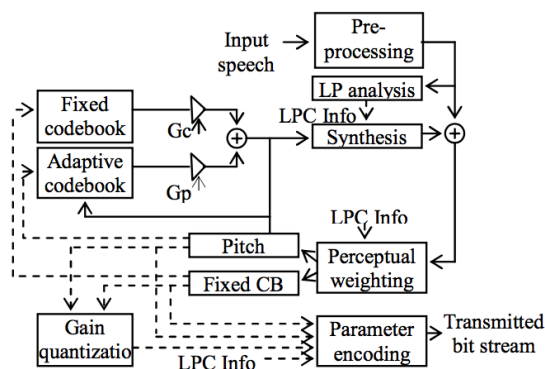 Input
speech
Pre-
processing
LP analysis
LPC Info
Synthesis
Fixed
codebook
Gc
Adaptive
codebook
Gp
LPC Info
Pitch
Perceptual
weighting
Fixed CB
Gain
quantizatio
LPC Info
Parameter
encoding
Transmitted
bit stream